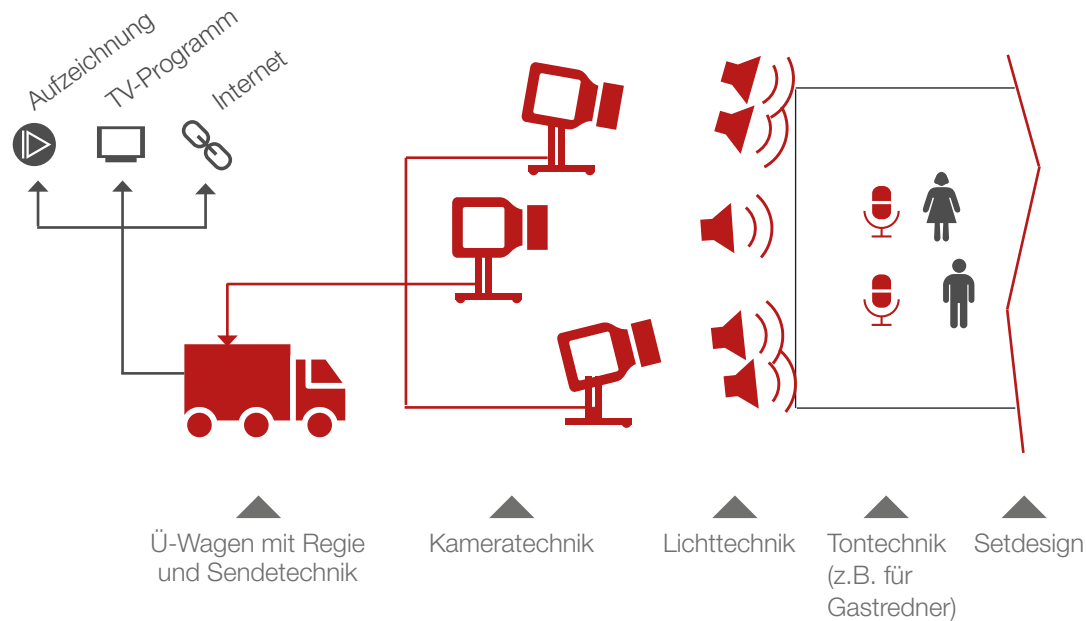 Aufzeichnung
TV-Programm
Internet
Ü-Wagen mit Regie
und Sendetechnik
Kameratechnik
Lichttechnik
Tontechnik
(z.B. für
Gastredner)
Setdesign